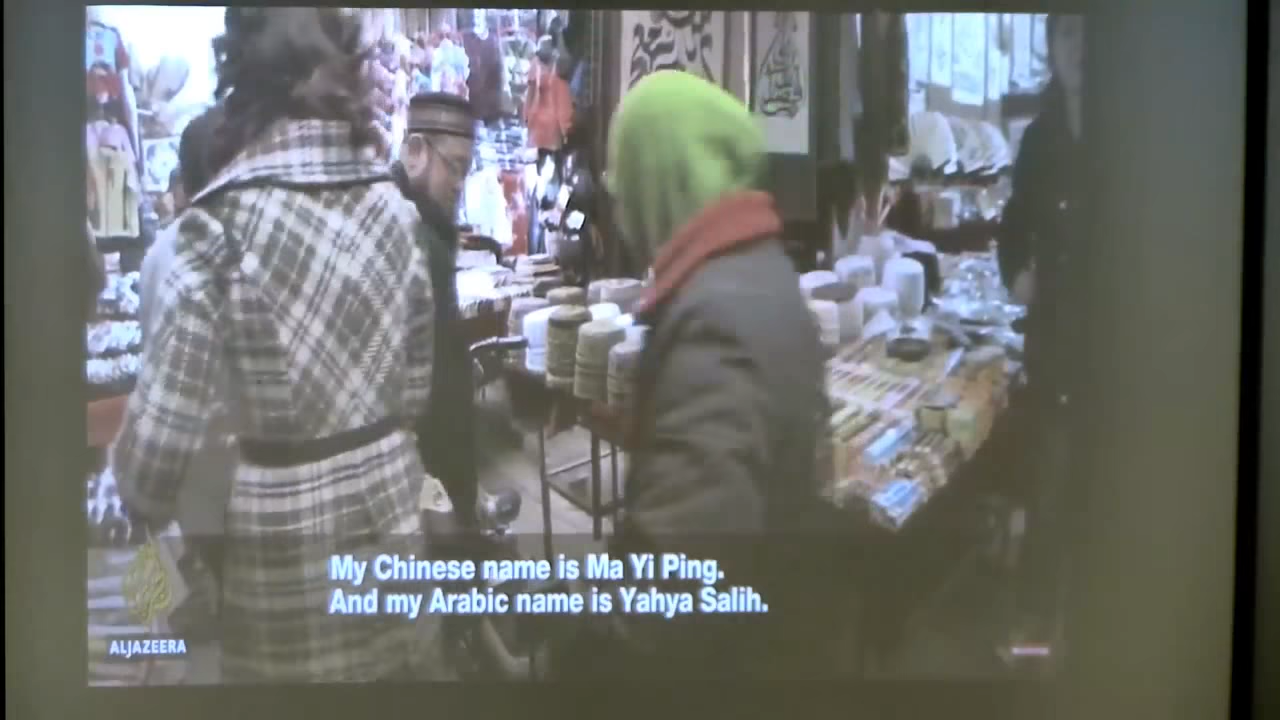 My Chinese name is Ma Yi Ping.
And my Arabic name is Yahya Salih.
ALJAZEERA